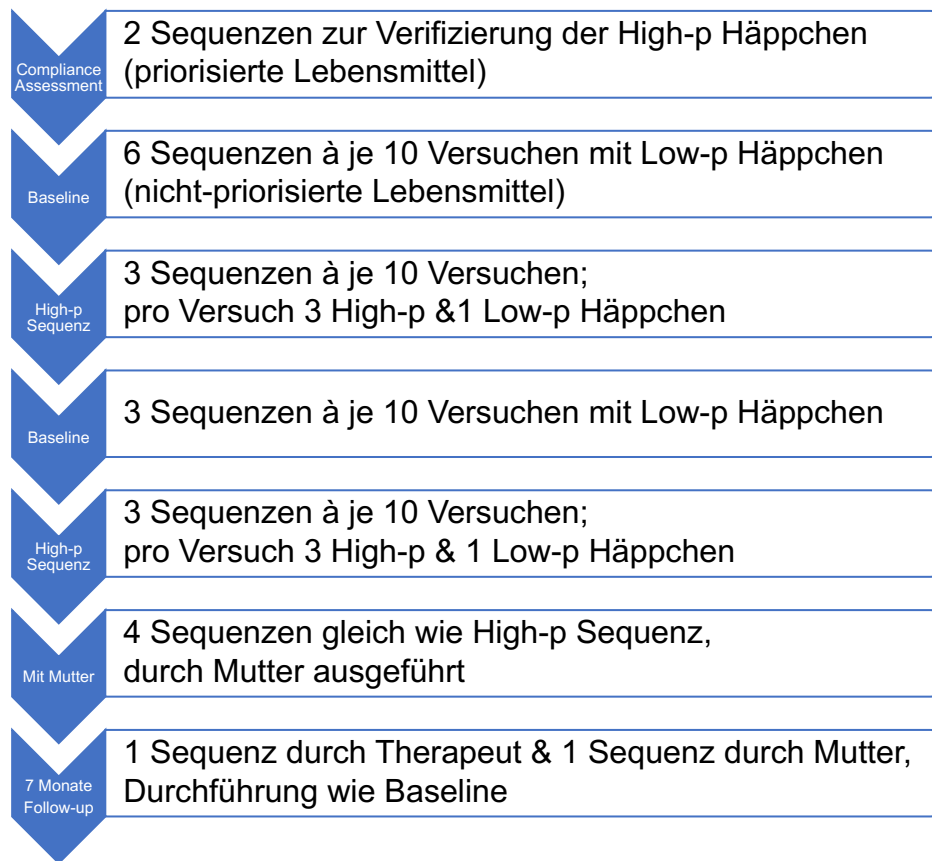 Compliance
Assessment
2 Sequenzen zur Verifizierung der High-p Häppchen
(priorisierte Lebensmittel)
Baseline
6 Sequenzen à je 10 Versuchen mit Low-p Häppchen
(nicht-priorisierte Lebensmittel)
High-p
Sequenz
3 Sequenzen à je 10 Versuchen;
pro Versuch 3 High-p &1 Low-p Häppchen
Baseline
3 Sequenzen à je 10 Versuchen mit Low-p Häppchen
High-p
Sequenz
3 Sequenzen à je 10 Versuchen;
pro Versuch 3 High-p & 1 Low-p Häppchen
Mit Mutter
4 Sequenzen gleich wie High-p Sequenz,
durch Mutter ausgeführt
7 Monate
Follow-up
1 Sequenz durch Therapeut & 1 Sequenz durch Mutter,
Durchführung wie Baseline